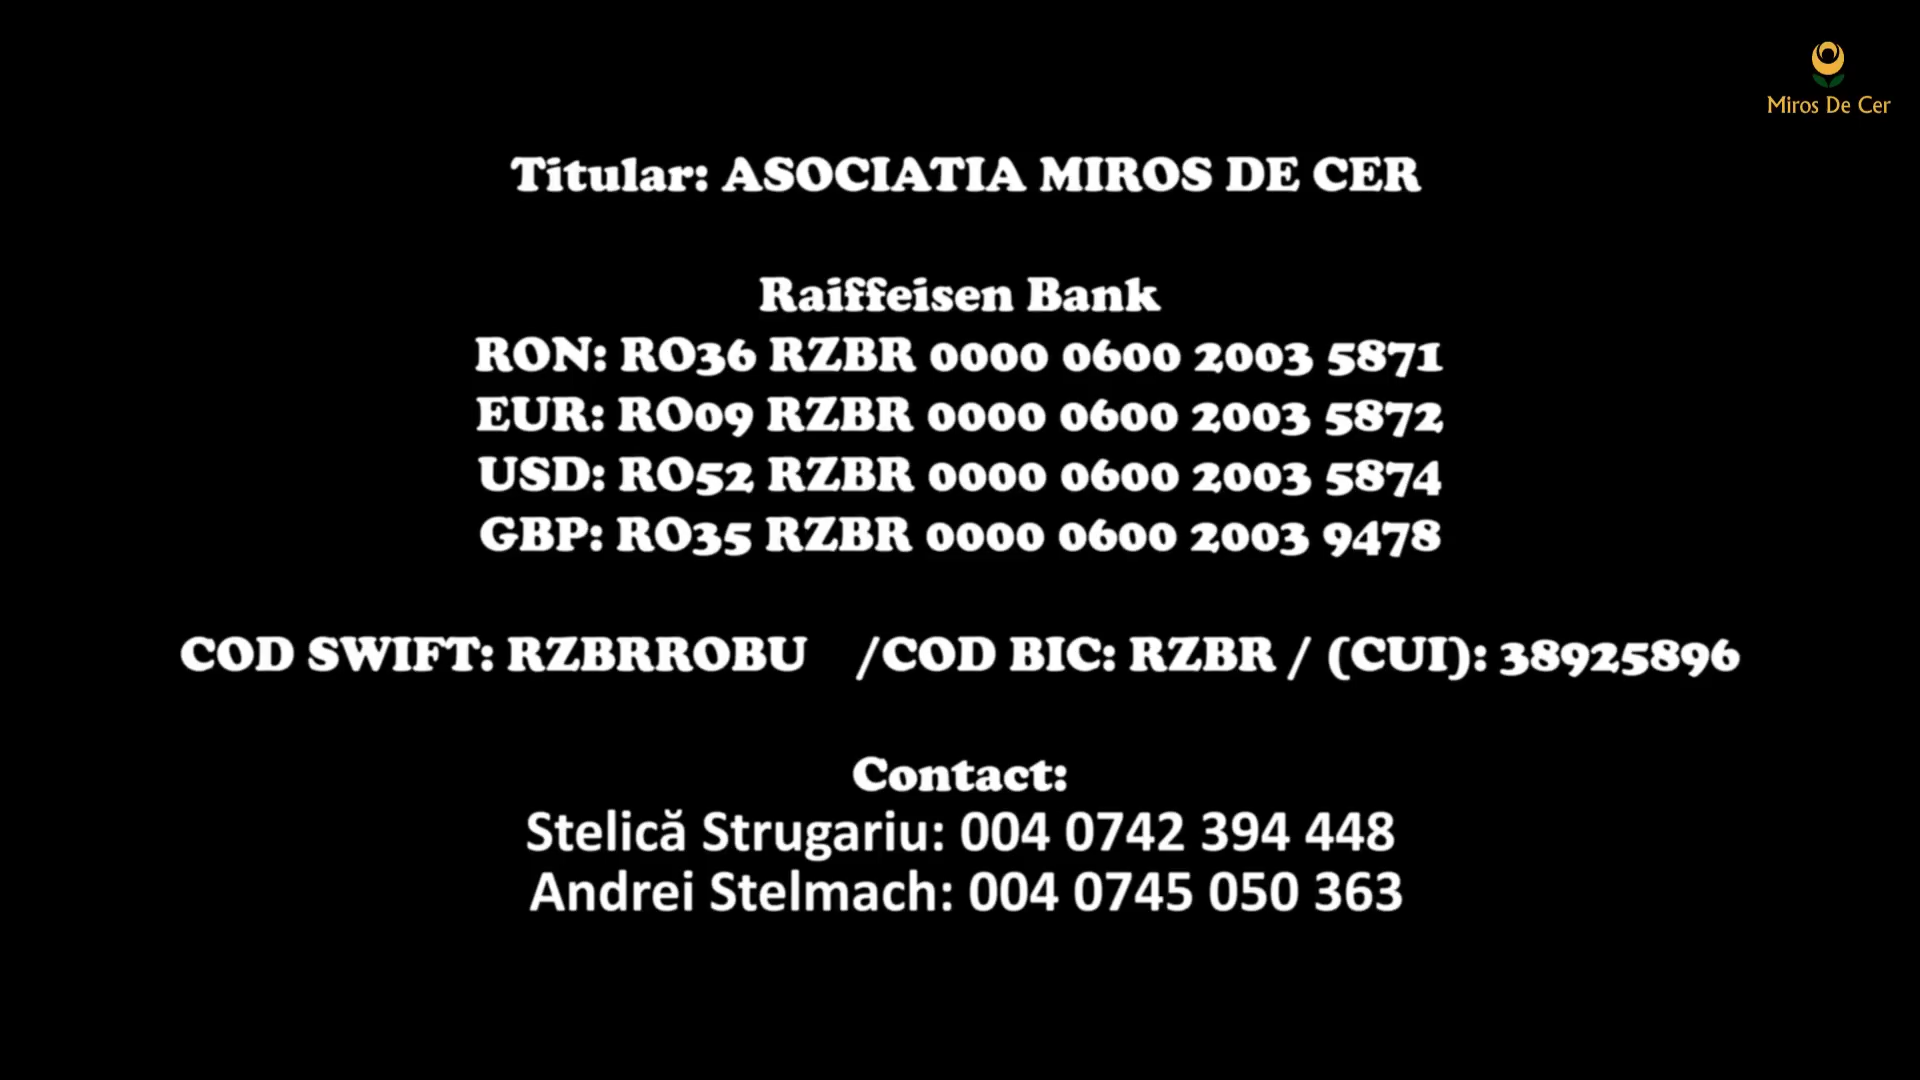 Miros De Cer
Titular: ASOCIATIA MIROS DE CER
Raiffeisen Bank
RON: RO36 RZBR 0000 0600 2003 5871
EUR: RO09 RZBR 0000 0600 2003 5872
USD: RO52 RZBR 0000 0600 2003 5874
GBP: RO35 RZBR 0000 0600 2003 9478
COD SWIFT: RZBRROBU /COD BIC: RZBR / (CUI): 38925896
Contact:
Stelică Strugariu: 004 0742 394 448
Andrei Stelmach: 004 0745 050 363